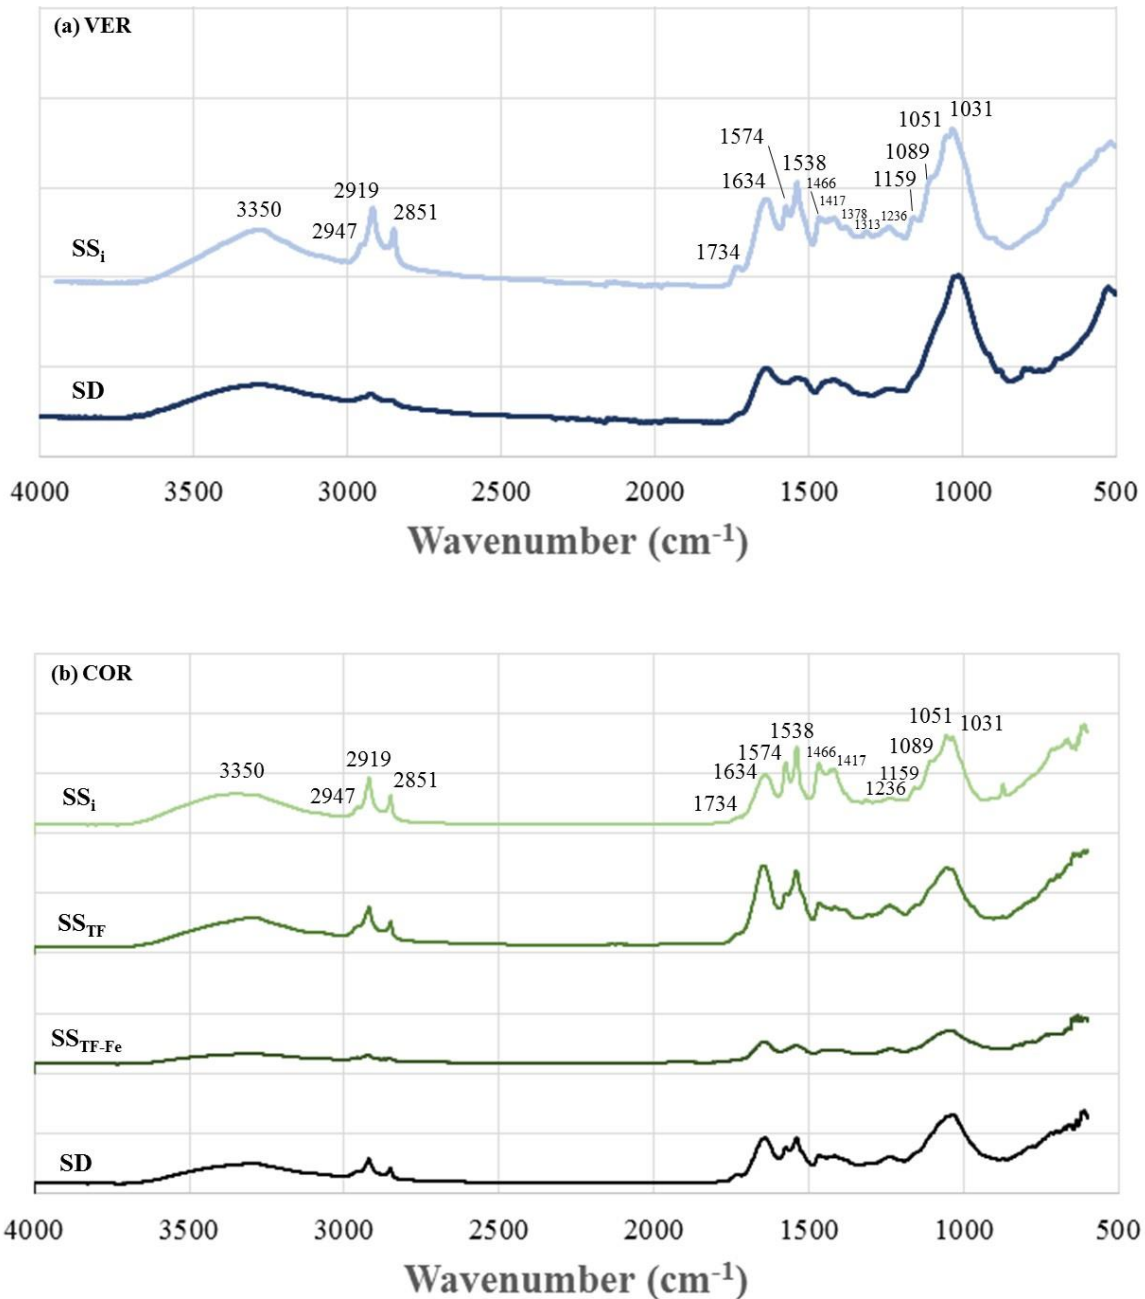 (a) VER
1051 1031
1574
1538
1089
1634
1466
1159
2919
1417
3350
2851
1378
1313
1236
2947
SSi
1734
SD
4000 3500 3000 2500 2000 1500 1000 500
Wavenumber (cm-1)
(b) COR
1051 1031
1538
1574
1466
1417
1089
2919
3350
1634
1159
2851
1236
2947
SSi
1734
SSTF
SSTF-Fe
SD
4000 3500 3000 2500 2000 1500 1000 500
Wavenumber (cm-1)